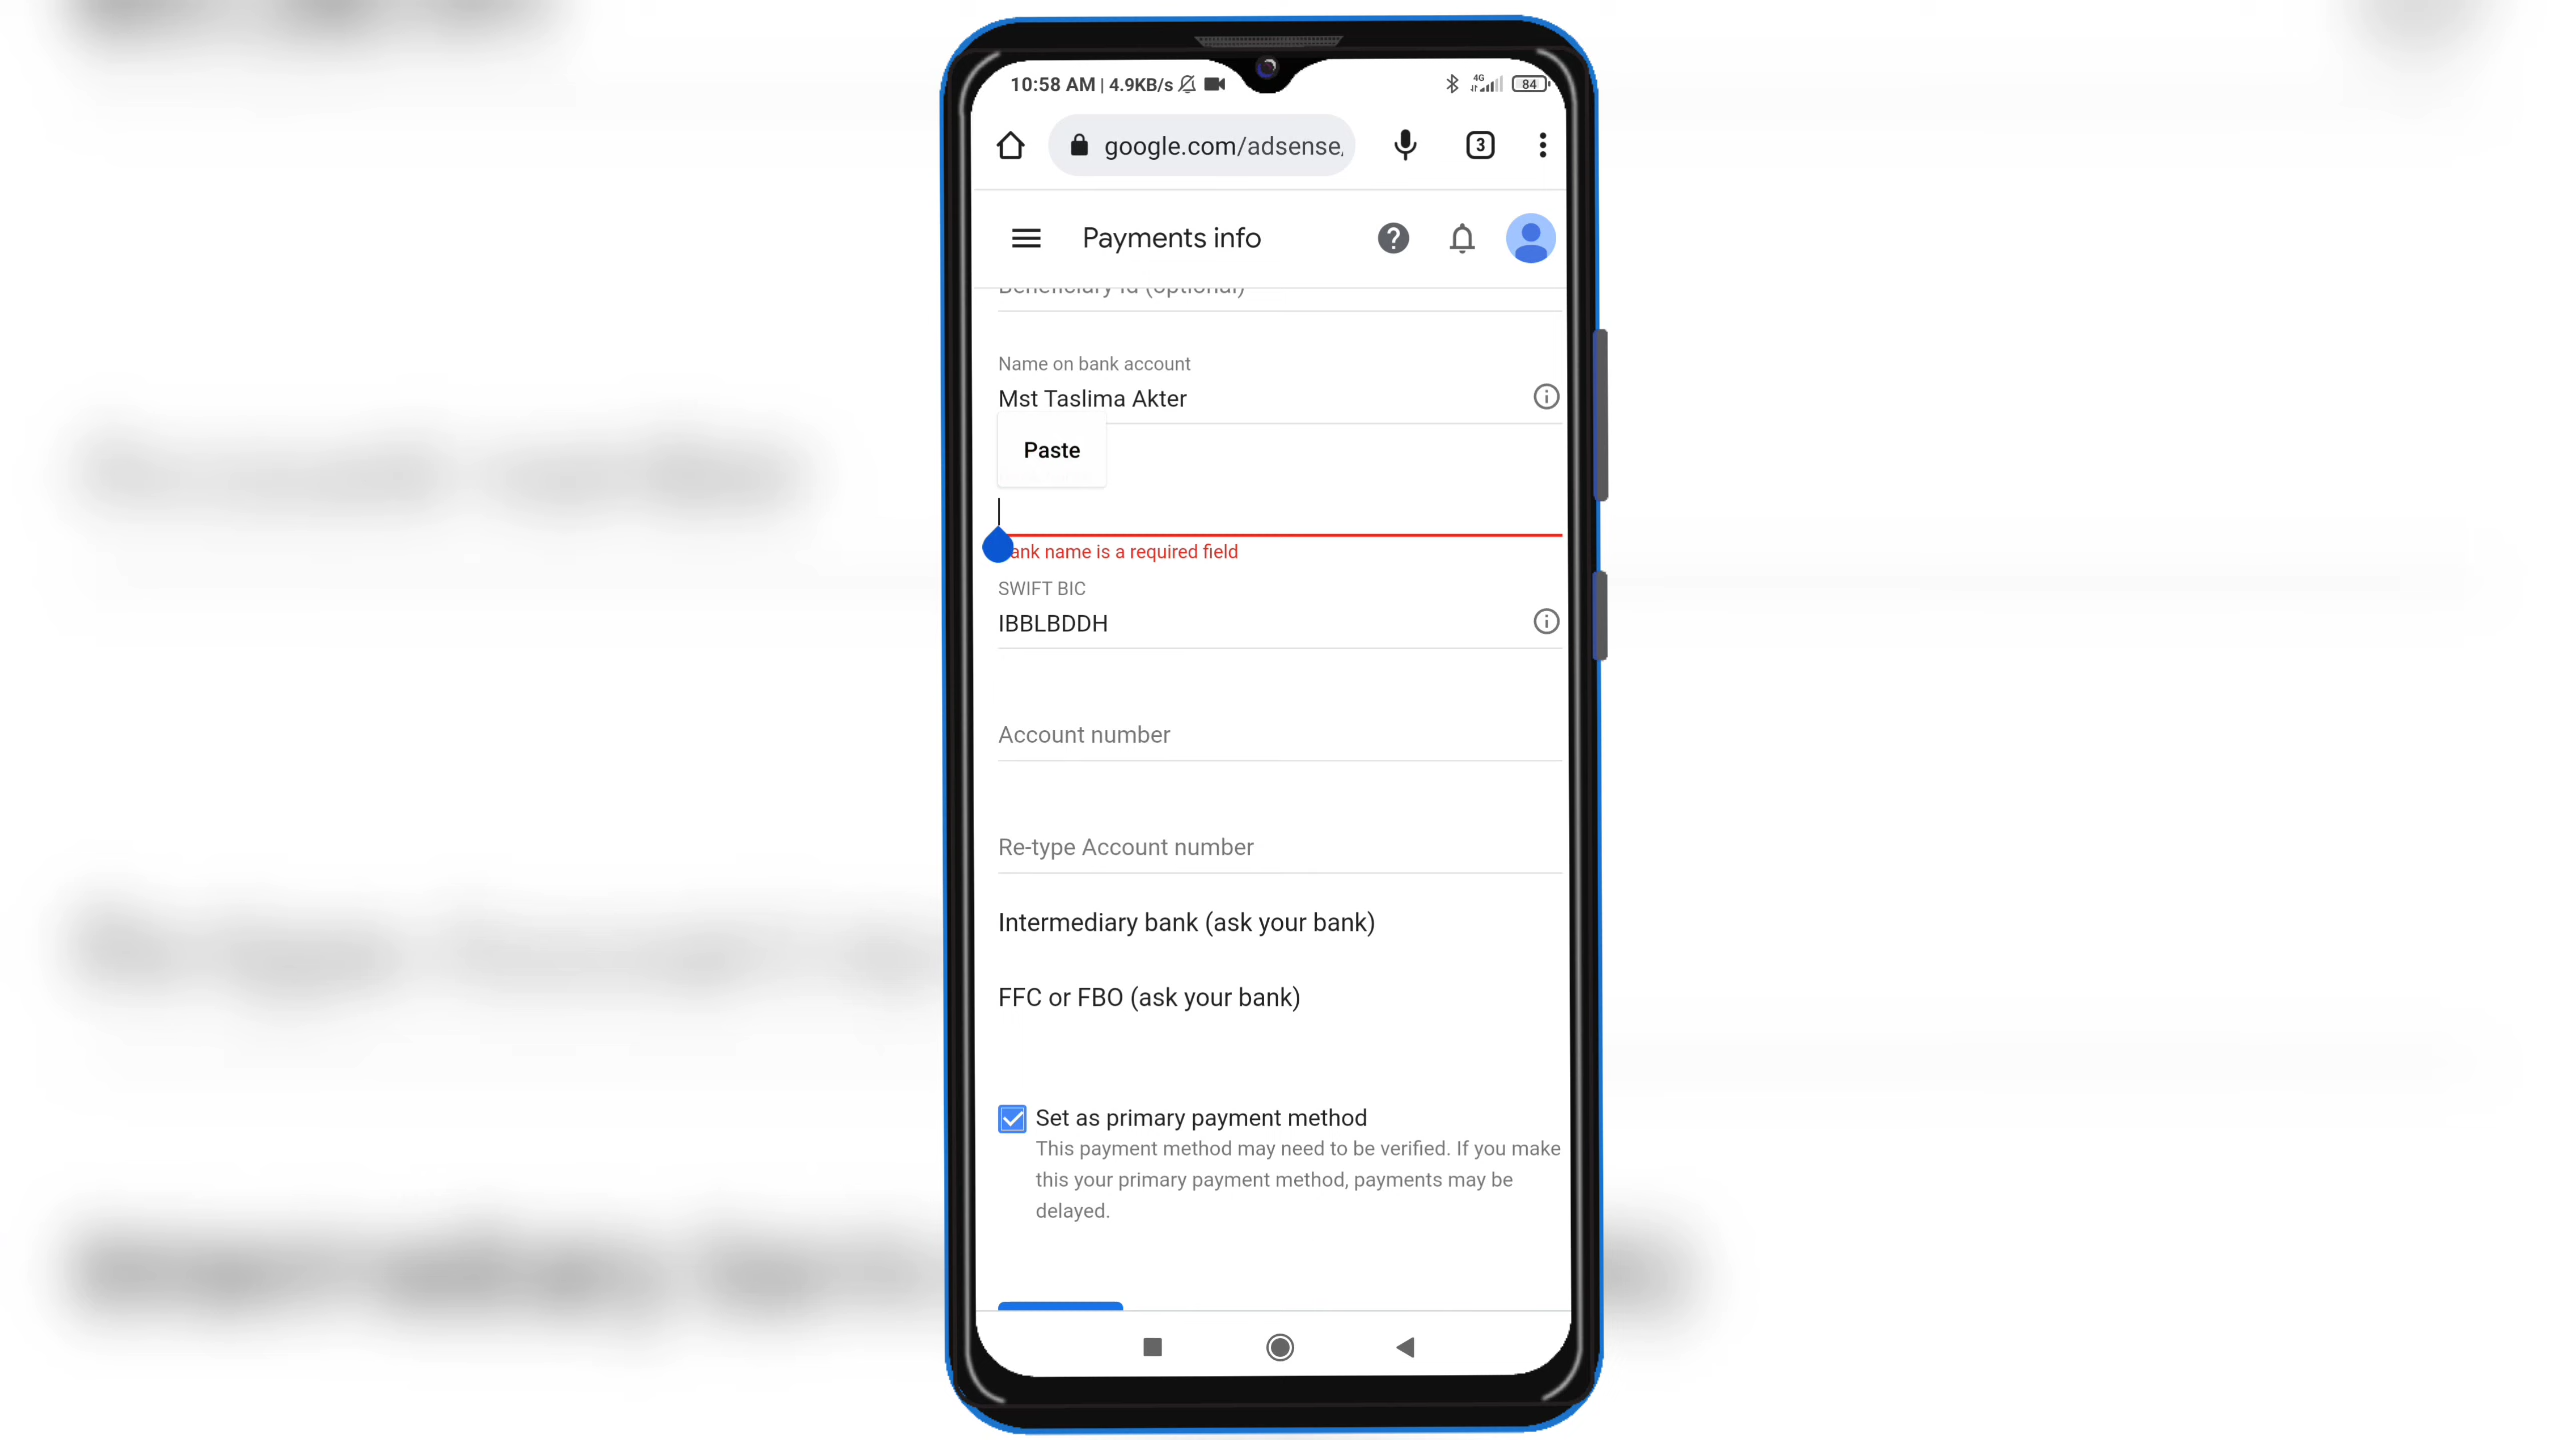 10:58 AM | 4.9KB/s
4G
84
google.com/adsense,
3
Payments info
Beneficiary id (optional)
Name on bank account
Mst Taslima Akter
Paste
ank name is a required field
SWIFT BIC
IBBLBDDH
Account number
Re-type Account number
Intermediary bank (ask your bank)
FFC or FBO (ask your bank)
Set as primary payment method
This payment method may need to be verified. If you make
this your primary payment method, payments may be
delayed.